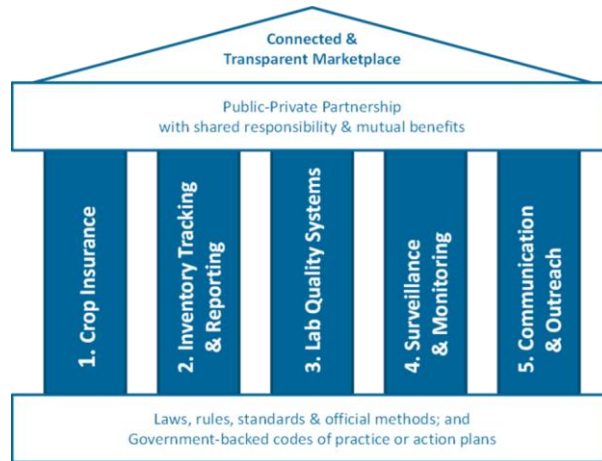 Connected &
Transparent Marketplace
Public-Private Partnership
with shared responsibility & mutual benefits
1. Crop Insurance
2. Inventory Tracking
& Reporting
3. Lab Quality Systems
4. Surveillance
& Monitoring
5. Communication
& Outreach
Laws, rules, standards & official methods; and
Government-backed codes of practice or action plans